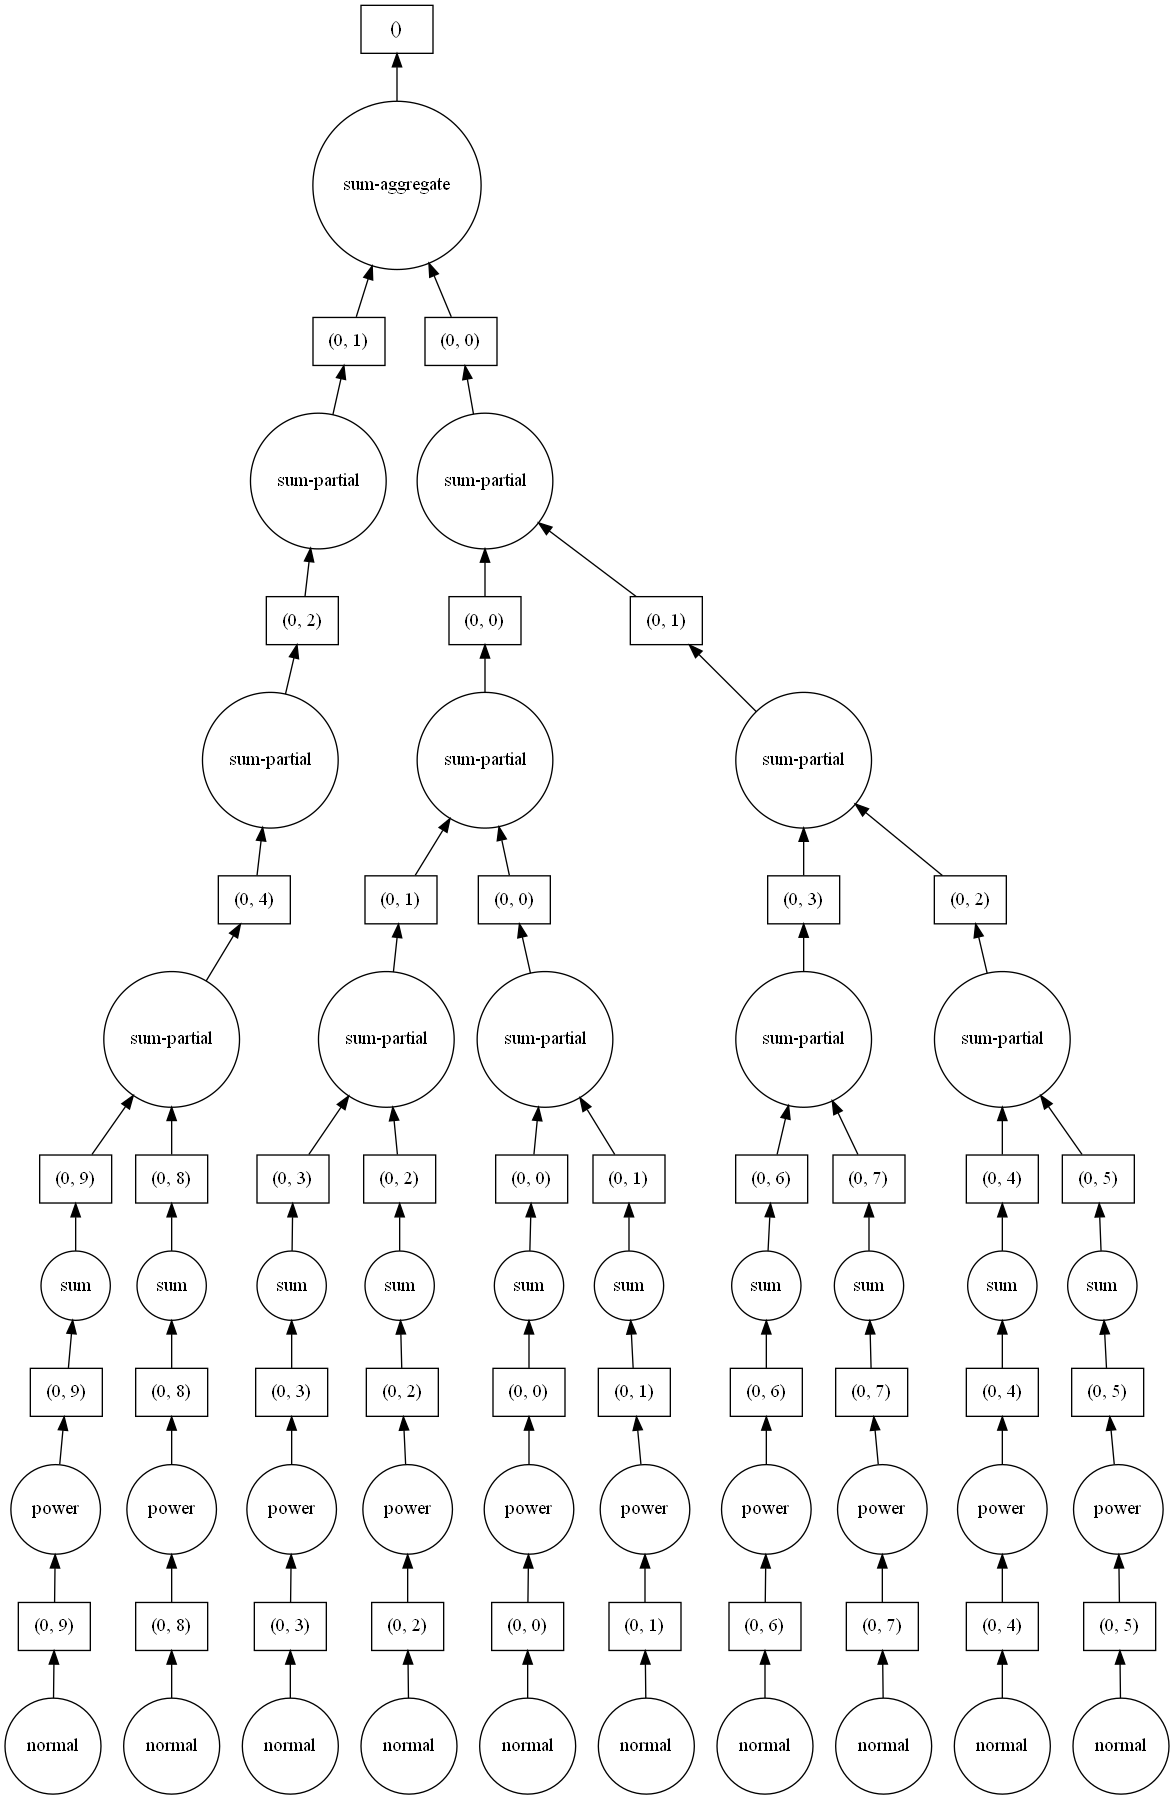 ()
sum-aggregate
(0, 1) (0, 0)
sum-partial sum-partial
(0, 2) (0, 0) (0, 1)
sum-partial sum-partial sum-partial
(0, 4) (0, 1) (0, 0) (0, 3) (0, 2)
sum-partial sum-partial sum-partial sum-partial sum-partial
(0, 9) (0, 8) (0, 3) (0, 2) (0, 0) (0, 1) (0, 6) (0, 7) (0, 4) (0, 5)
sum sum sum sum sum sum sum sum sum sum
(0, 9) (0, 8) (0, 3) (0, 2) (0, 0) (0, 1) (0, 6) (0, 7) (0, 4) (0, 5)
power power power power power power power power power power
(0, 9) (0, 8) (0, 3) (0, 2) (0, 0) (0, 1) (0, 6) (0, 7) (0, 4) (0, 5)
normal normal normal normal normal normal normal normal normal normal